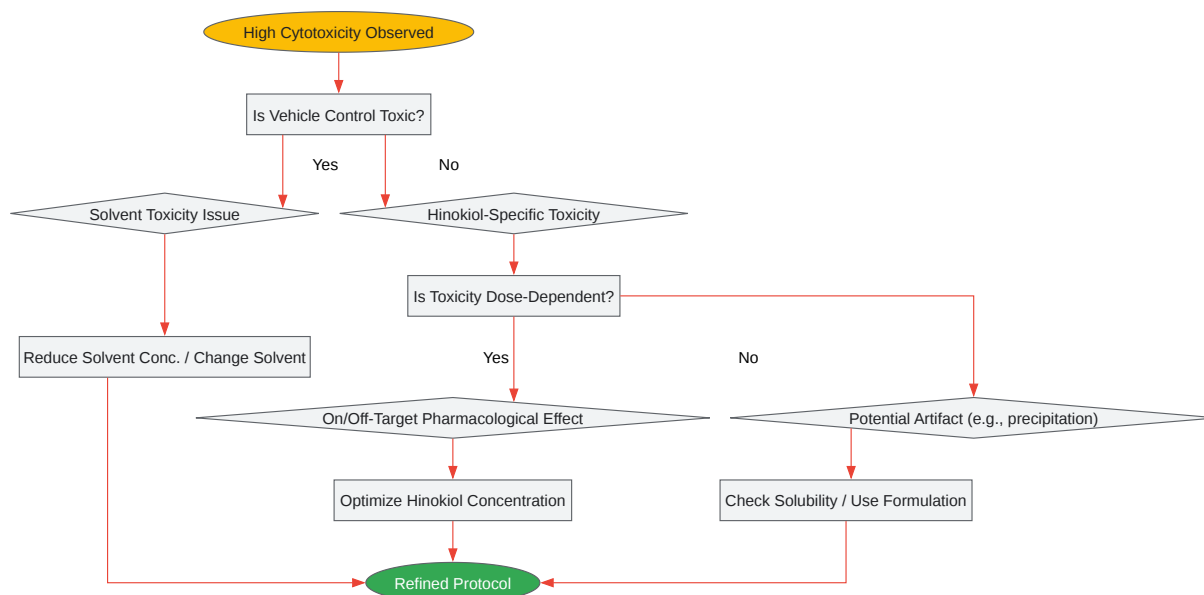 High Cytotoxicity Observed
Is Vehicle Control Toxic?
Yes
No
Solvent Toxicity Issue
Hinokiol-Specific Toxicity
Is Toxicity Dose-Dependent?
Reduce Solvent Conc. / Change Solvent
Yes
No
On/Off-Target Pharmacological Effect
Potential Artifact (e.g., precipitation)
Optimize Hinokiol Concentration
Check Solubility / Use Formulation
Refined Protocol